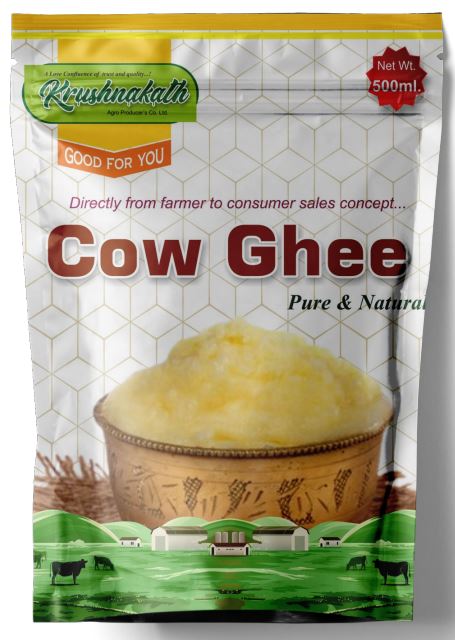 A Love Confluence of trust and quality...!
Krushnakath
Agro Producer's Co. Ltd.
GOOD FOR YOU
Net Wt.
500ml.
Directly from farmer to consumer sales concept...
Cow Ghee
Pure & Natural